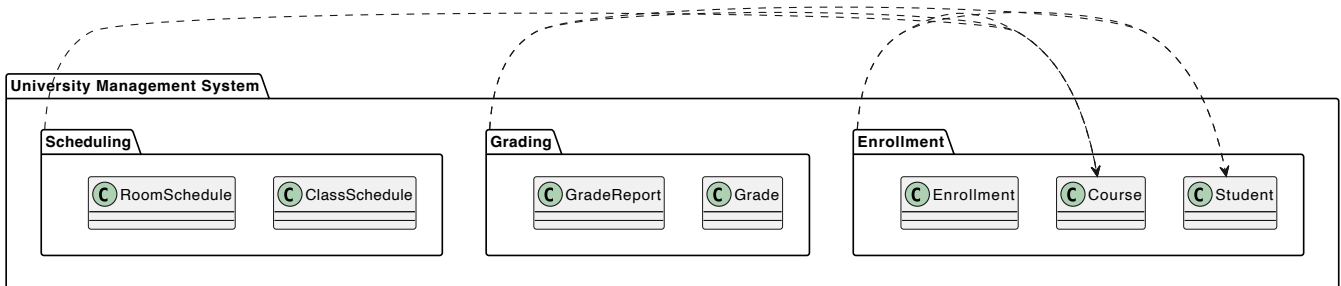 University Management System
Scheduling
Grading
Enrollment
C RoomSchedule
C ClassSchedule
C GradeReport
C Grade
C Enrollment
C Course
C Student